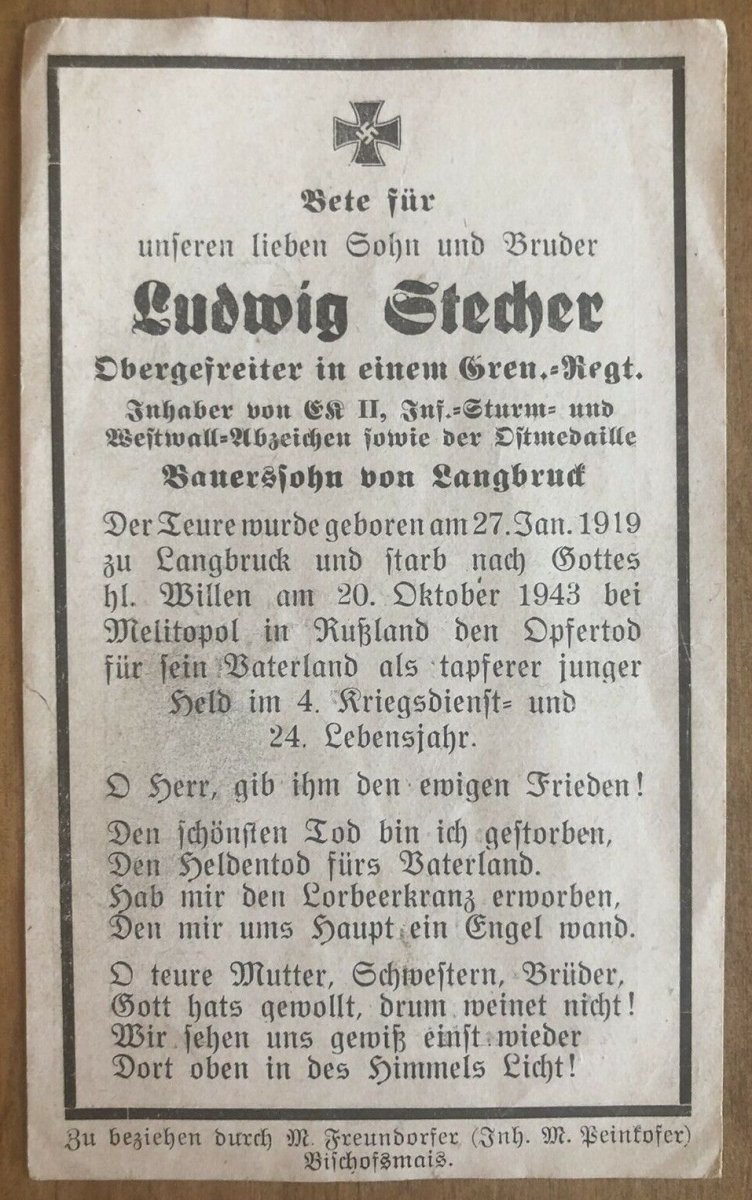 Bete für
unseren lieben Sohn und Bruder
Ludwig Stecher
Obergefreiter in einem Gren.-Regt.
Inhaber von EK II, Inf.-Sturm- und
Westwall-Abzeichen sowie der Ostmedaille
Bauerssohn von Langbruck
Der Teure wurde geboren am 27. Jan. 1919
zu Langbruck und starb nach Gottes
hl. Willen am 20. Oktober 1943 bei
Melitopol in Rußland den Opfertod
für sein Vaterland als tapferer junger
Held im 4. Kriegsdienst- und
24. Lebensjahr.
O Herr, gib ihm den ewigen Frieden!
Den schönsten Tod bin ich gestorben,
Den Heldentod fürs Vaterland.
Hab mir den Lorbeerkranz erworben,
Den mir ums Haupt ein Engel wand.
O teure Mutter, Schwestern, Brüder,
Gott hats gewollt, drum weinet nicht!
Wir sehen uns gewiß einst wieder
Dort oben in des Himmels Licht!
Zu beziehen durch M. Freundorfer (Inh. M. Peinkofer)
Bischofsmais.